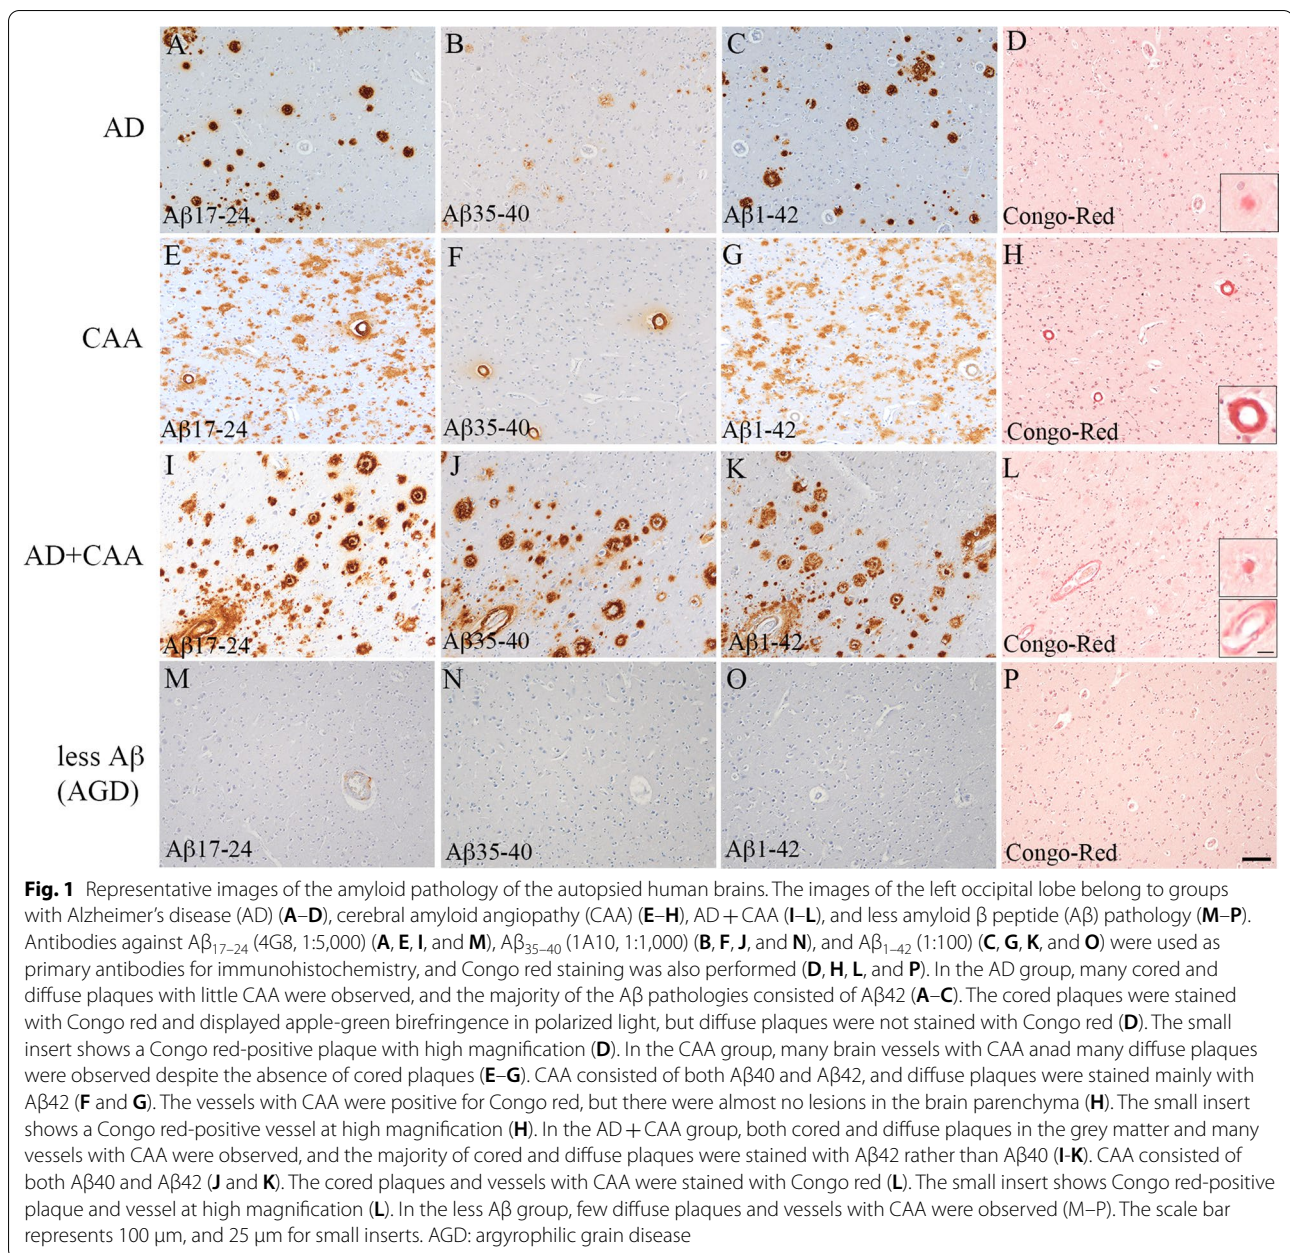 A
B
C
D
AD
Aβ17-24
Aβ35-40
Aβ1-42
Congo-Red
E
F
G
H
CAA
Aβ17-24
Aβ35-40
Aβ1-42
Congo-Red
I
J
K
L
AD+CAA
Aβ17-24
Aβ35-40
Aβ1-42
Congo-Red
M
N
O
P
less Aβ
(AGD)
Aβ17-24
Aβ35-40
Aβ1-42
Congo-Red
Fig. 1 Representative images of the amyloid pathology of the autopsied human brains. The images of the left occipital lobe belong to groups
with Alzheimer's disease (AD) (A–D), cerebral amyloid angiopathy (CAA) (E–H), AD + CAA (I–L), and less amyloid β peptide (Aβ) pathology (M–P).
Antibodies against Aβ17–24 (4G8, 1:5,000) (A, E, I, and M), Aβ35–40 (1A10, 1:1,000) (B, F, J, and N), and Aβ1–42 (1:100) (C, G, K, and O) were used as
primary antibodies for immunohistochemistry, and Congo red staining was also performed (D, H, L, and P). In the AD group, many cored and
diffuse plaques with little CAA were observed, and the majority of the Aβ pathologies consisted of Aβ42 (A–C). The cored plaques were stained
with Congo red and displayed apple-green birefringence in polarized light, but diffuse plaques were not stained with Congo red (D). The small
insert shows a Congo red-positive plaque with high magnification (D). In the CAA group, many brain vessels with CAA anad many diffuse plaques
were observed despite the absence of cored plaques (E–G). CAA consisted of both Aβ40 and Aβ42, and diffuse plaques were stained mainly with
Aβ42 (F and G). The vessels with CAA were positive for Congo red, but there were almost no lesions in the brain parenchyma (H). The small insert
shows a Congo red-positive vessel at high magnification (H). In the AD + CAA group, both cored and diffuse plaques in the grey matter and many
vessels with CAA were observed, and the majority of cored and diffuse plaques were stained with Aβ42 rather than Aβ40 (I-K). CAA consisted of
both Aβ40 and Aβ42 (J and K). The cored plaques and vessels with CAA were stained with Congo red (L). The small insert shows Congo red-positive
plaque and vessel at high magnification (L). In the less Aβ group, few diffuse plaques and vessels with CAA were observed (M–P). The scale bar
represents 100 µm, and 25 µm for small inserts. AGD: argyrophilic grain disease